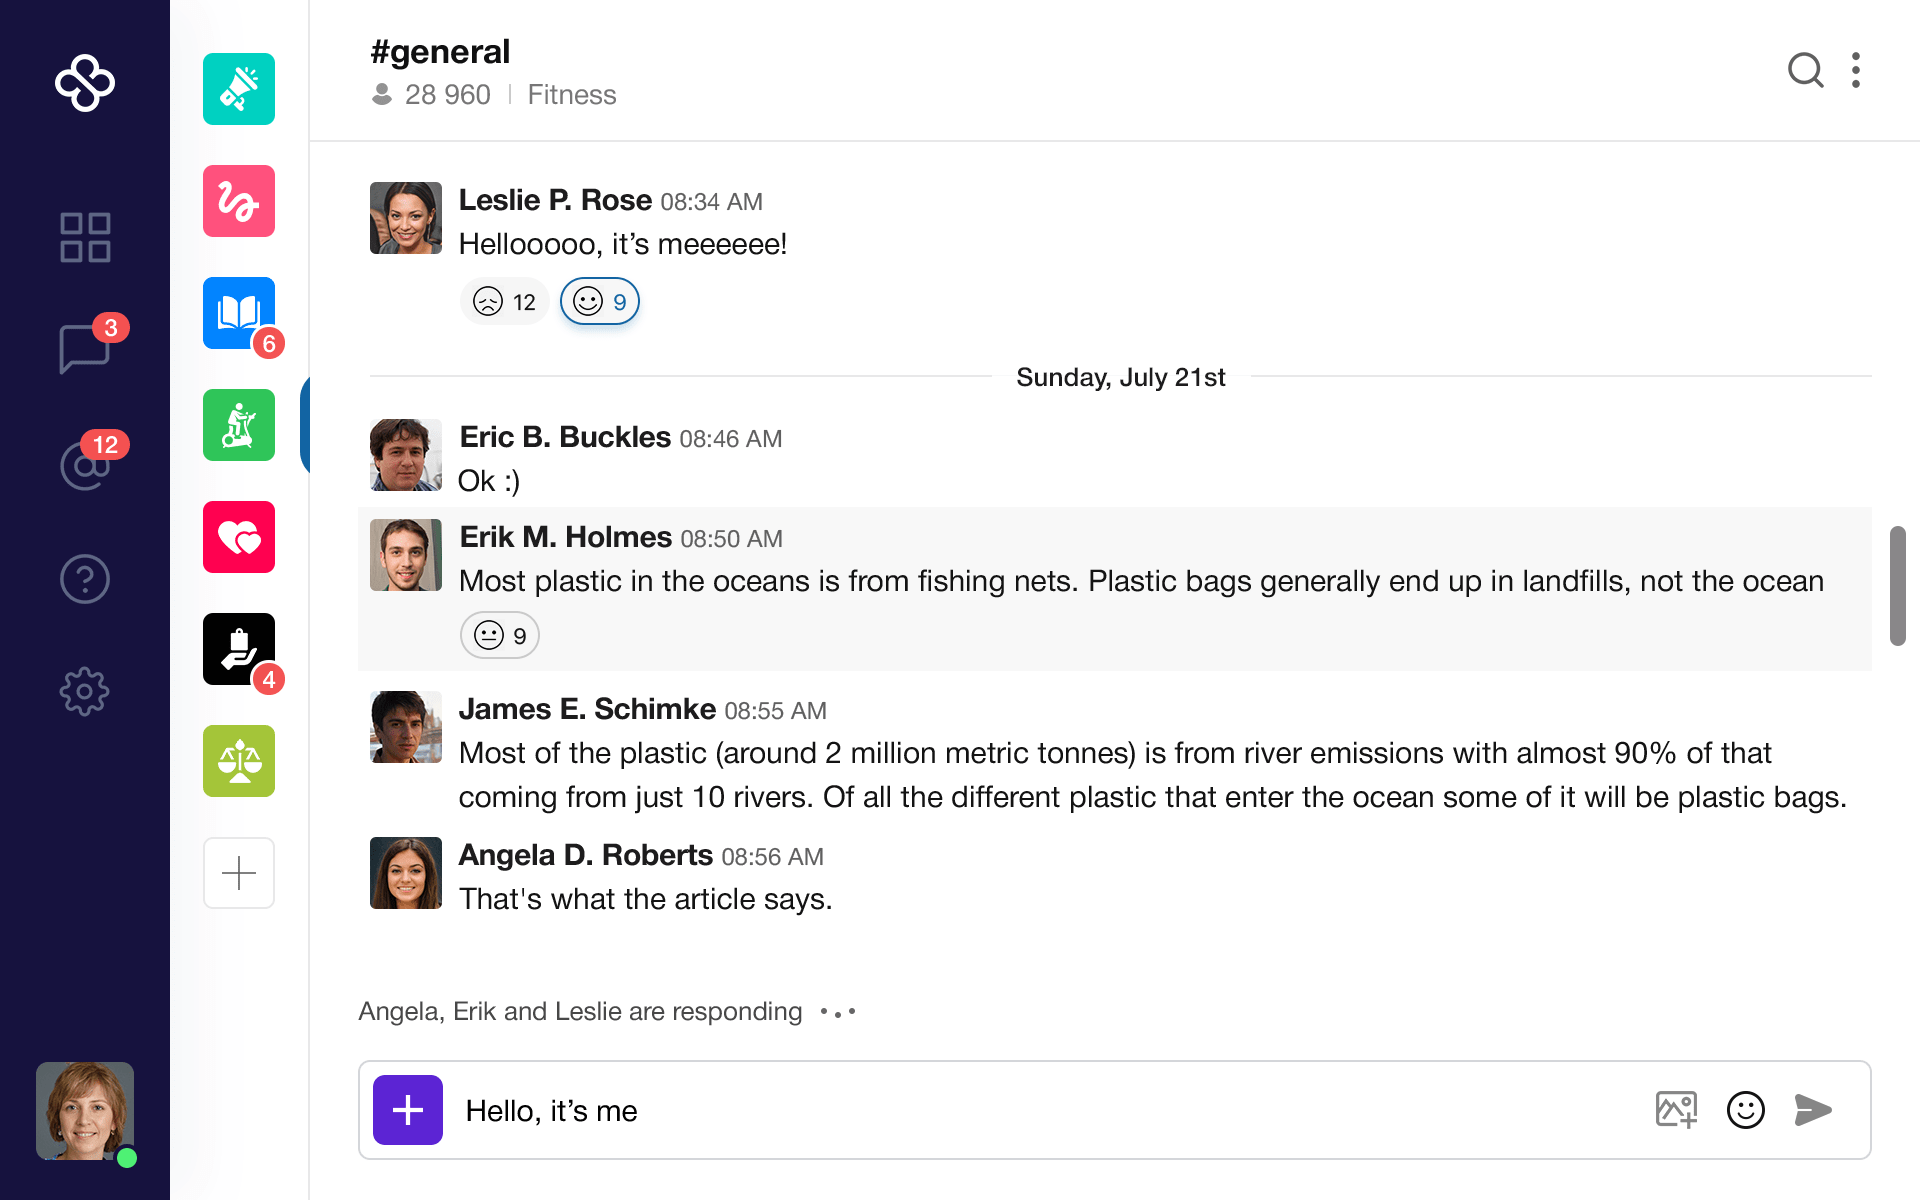 #general
28 960
Fitness
3
12
6
4
Leslie P. Rose 08:34 AM
Hellooooo, it’s meeeeee!
12
9
Sunday, July 21st
Eric B. Buckles 08:46 AM
Ok :)
Erik M. Holmes 08:50 AM
Most plastic in the oceans is from fishing nets. Plastic bags generally end up in landfills, not the ocean
9
James E. Schimke 08:55 AM
Most of the plastic (around 2 million metric tonnes) is from river emissions with almost 90% of that
coming from just 10 rivers. Of all the different plastic that enter the ocean some of it will be plastic bags.
Angela D. Roberts 08:56 AM
That's what the article says.
Angela, Erik and Leslie are responding
Hello, it’s me